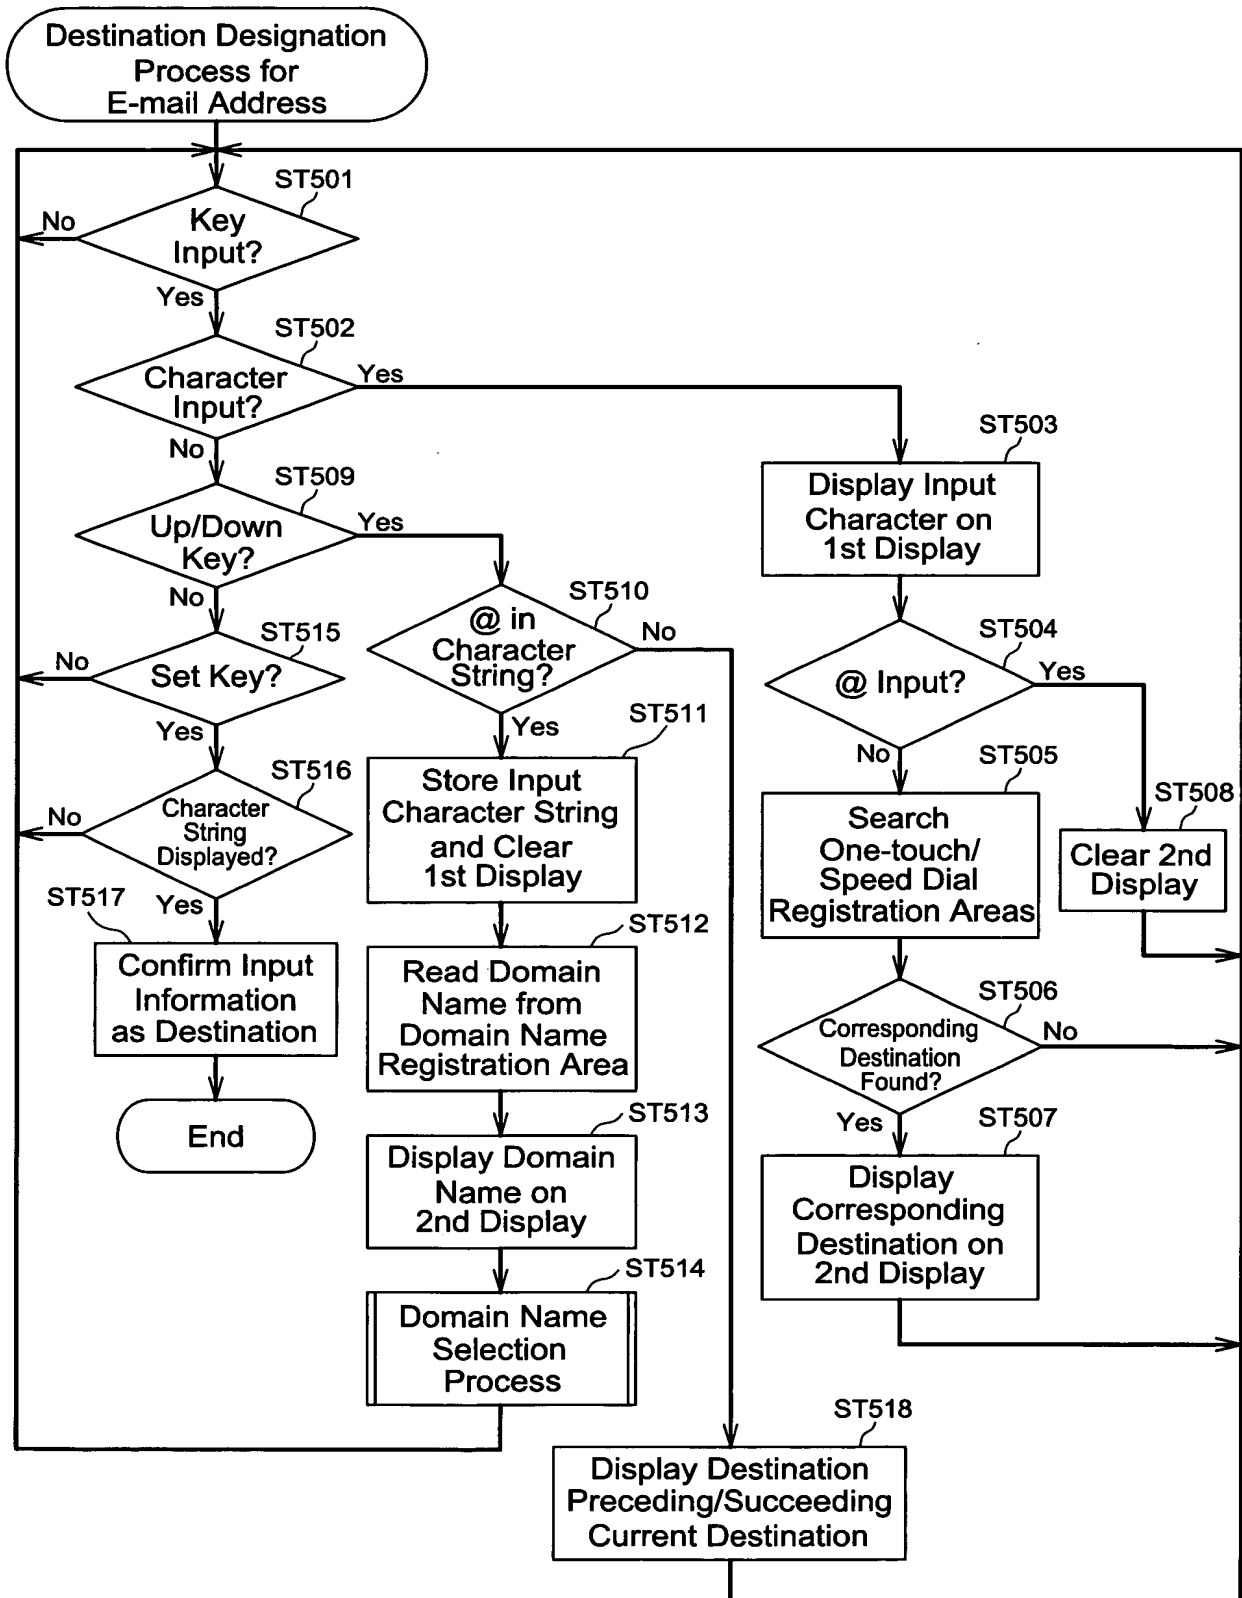 Destination Designation
Process for
E-mail Address
ST501
Key
Input?
No
Yes
ST502
Character
Input?
Yes
No
ST503
Display Input
Character on
1st Display
ST509
Up/Down
Key?
Yes
No
ST510
@ in
Character
String?
No
Yes
ST504
@ Input?
Yes
No
ST515
Set Key?
No
Yes
ST511
Store Input
Character String
and Clear
1st Display
ST505
Search
One-touch/
Speed Dial
Registration Areas
ST508
Clear 2nd
Display
ST516
Character
String
Displayed?
No
Yes
ST517
Confirm Input
Information
as Destination
End
ST512
Read Domain
Name from
Domain Name
Registration Area
ST506
Corresponding
Destination
Found?
No
Yes
ST513
Display Domain
Name on
2nd Display
ST507
Display
Corresponding
Destination on
2nd Display
ST514
Domain Name
Selection
Process
ST518
Display Destination
Preceding/Succeeding
Current Destination